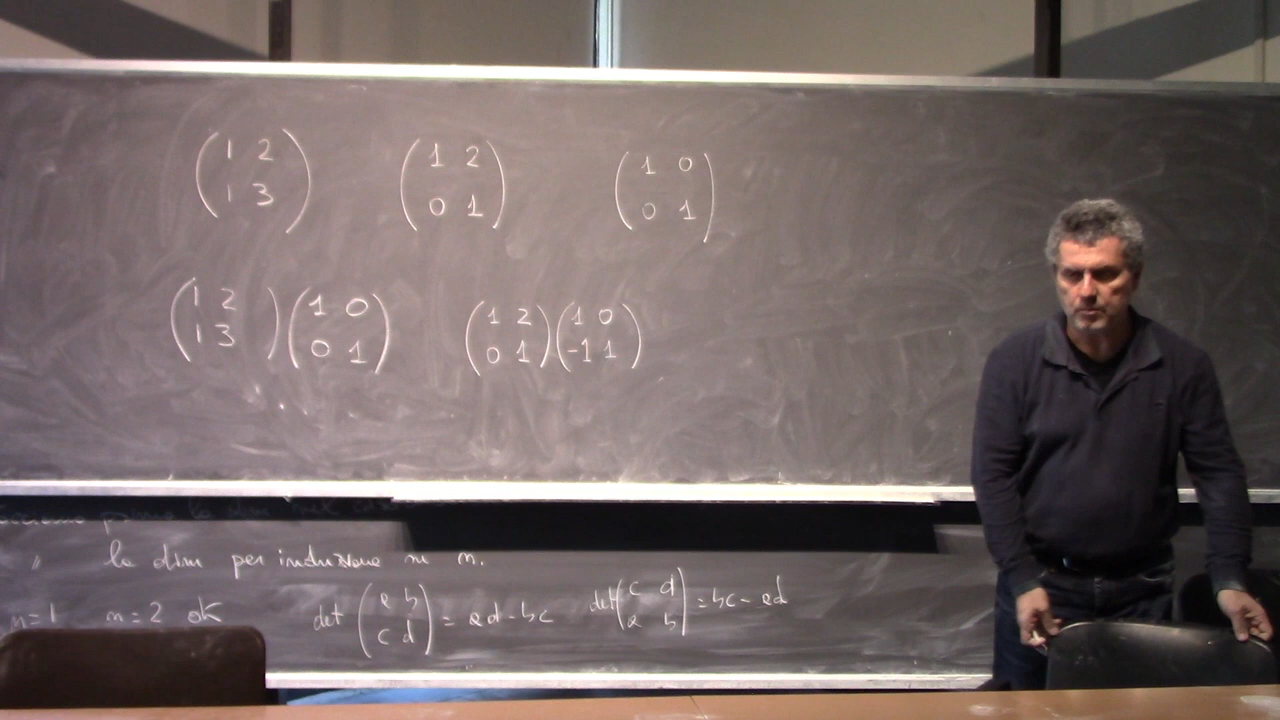 (1 2 (1 2 (1 0
1 3) 0 1) 0 1)
(1 2 (1 0 (1 2 (1 0
1 3) 0 1) 0 1) -1 1)
" la dim per induzione su n.
n=1 n=2 ok det (a b = ad-bc det (c d = bc-ad
c d) a b)